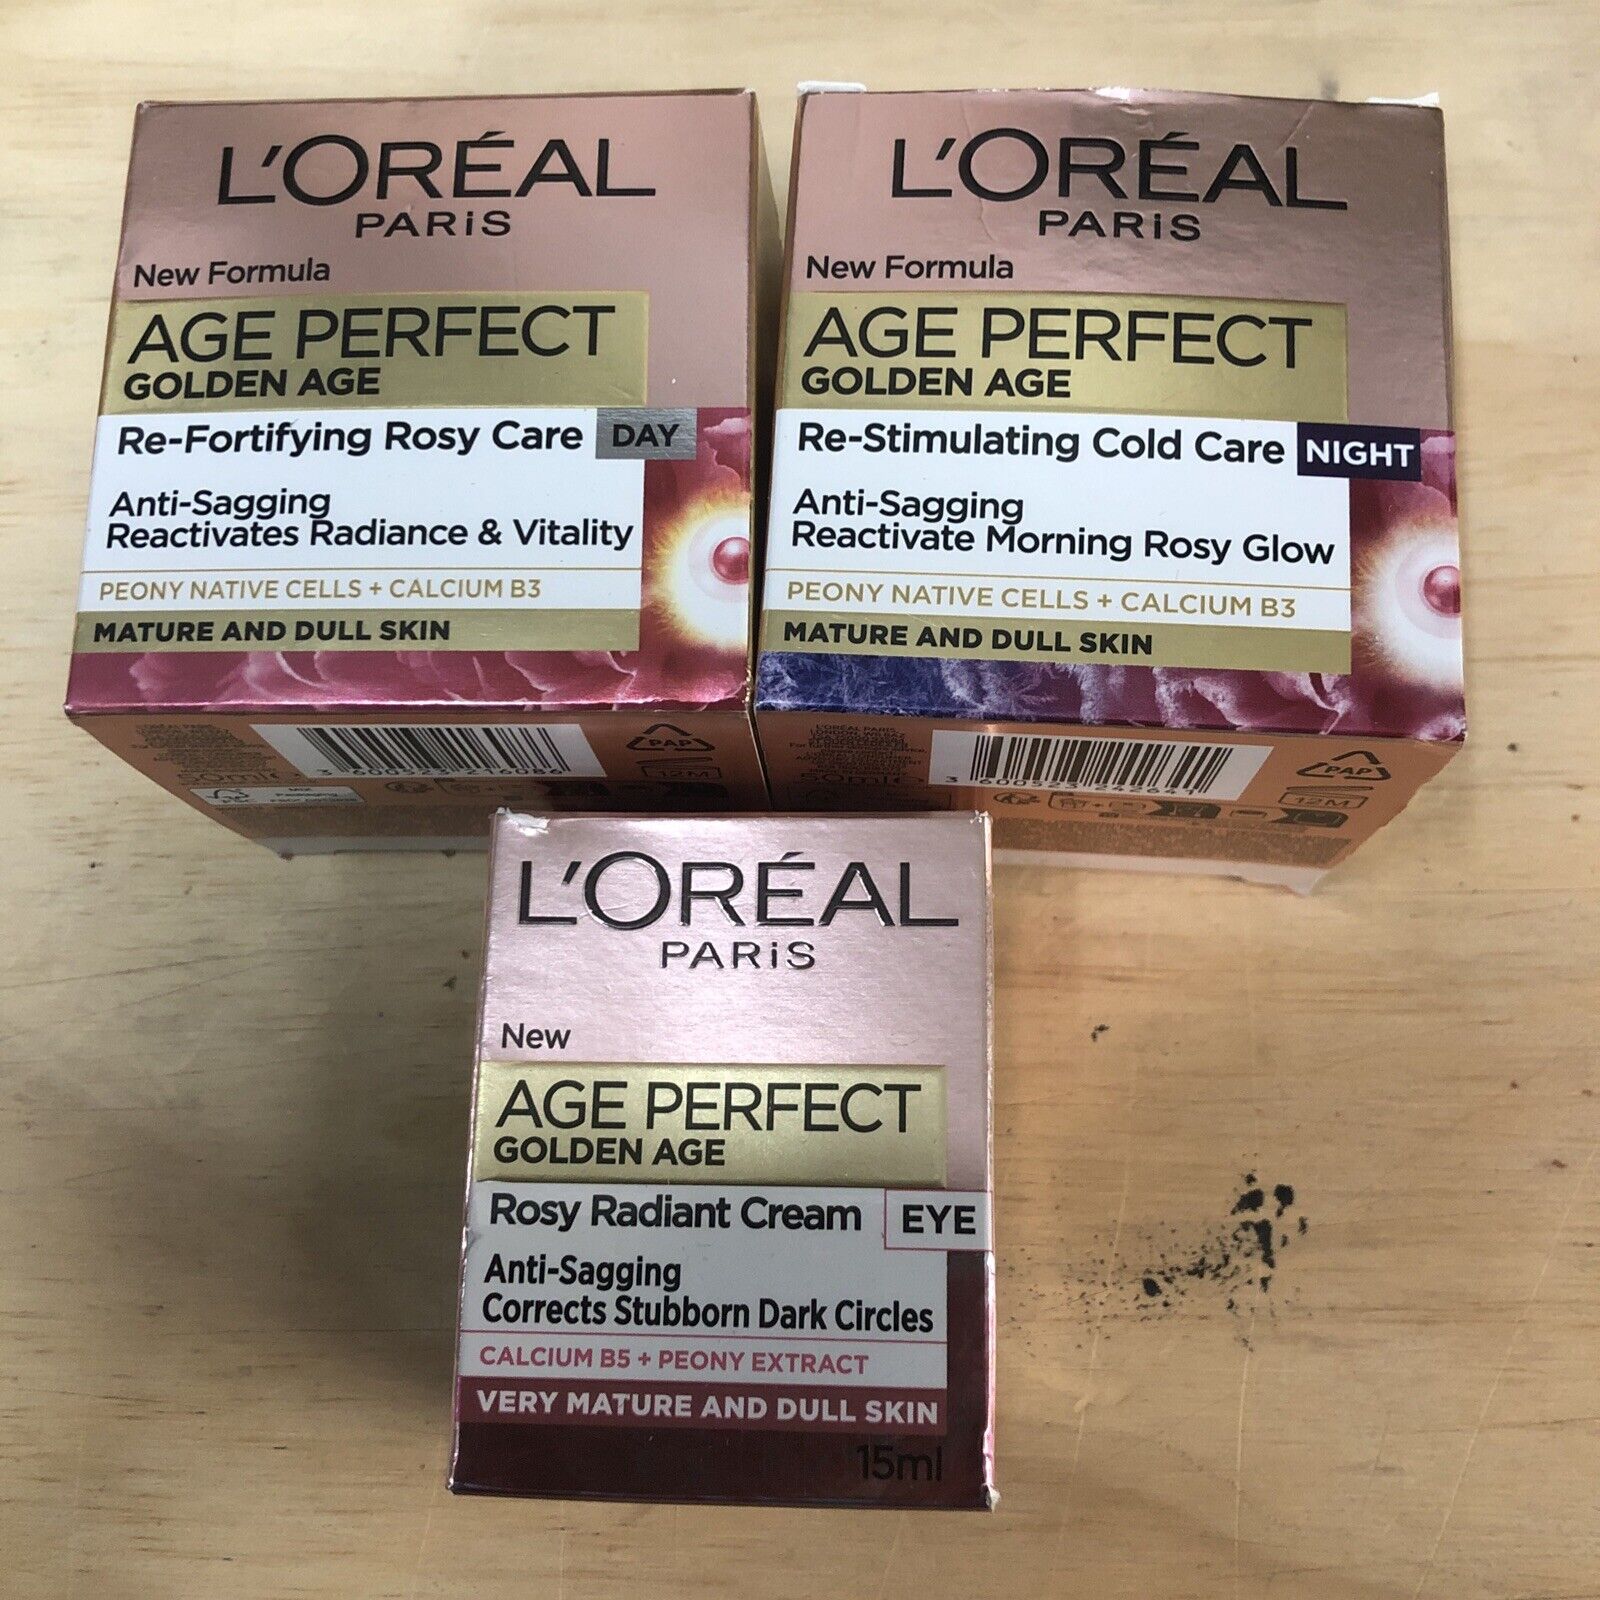 L'ORÉAL
PARiS
New Formula
AGE PERFECT
GOLDEN AGE
Re-Fortifying Rosy Care DAY
Anti-Sagging
Reactivates Radiance & Vitality
PEONY NATIVE CELLS + CALCIUM B3
MATURE AND DULL SKIN
PAP
12M
L'ORÉAL
PARiS
New Formula
AGE PERFECT
GOLDEN AGE
Re-Stimulating Cold Care NIGHT
Anti-Sagging
Reactivate Morning Rosy Glow
PEONY NATIVE CELLS + CALCIUM B3
MATURE AND DULL SKIN
L'ORÉAL PARIS
PAP
12M
L'ORÉAL
PARiS
New
AGE PERFECT
GOLDEN AGE
Rosy Radiant Cream EYE
Anti-Sagging
Corrects Stubborn Dark Circles
CALCIUM B5 + PEONY EXTRACT
VERY MATURE AND DULL SKIN
15ml